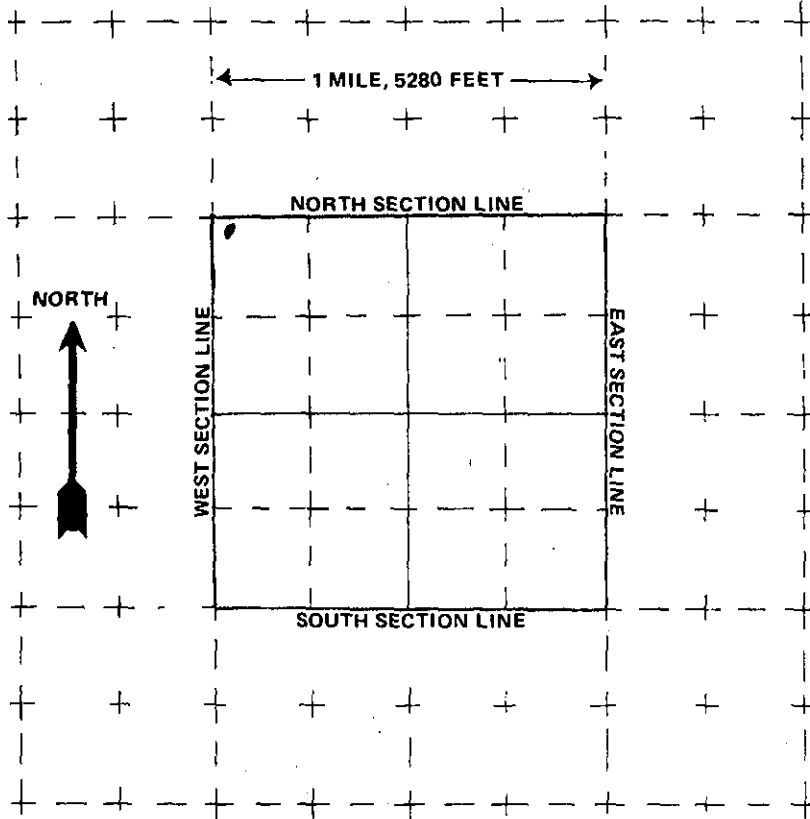 1 MILE, 5280 FEET
NORTH SECTION LINE
NORTH
WEST SECTION LINE
EAST SECTION LINE
SOUTH SECTION LINE